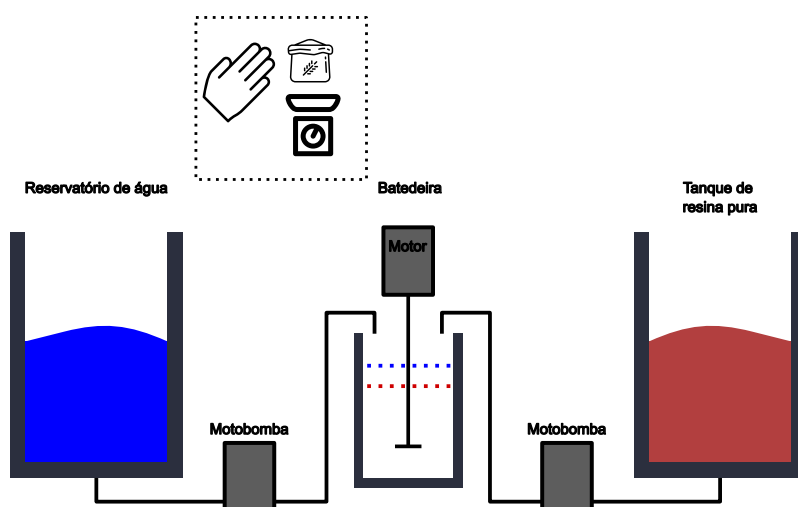 Reservatório de água
Batedeira
Tanque de
resina pura
Motor
Motobomba
Motobomba